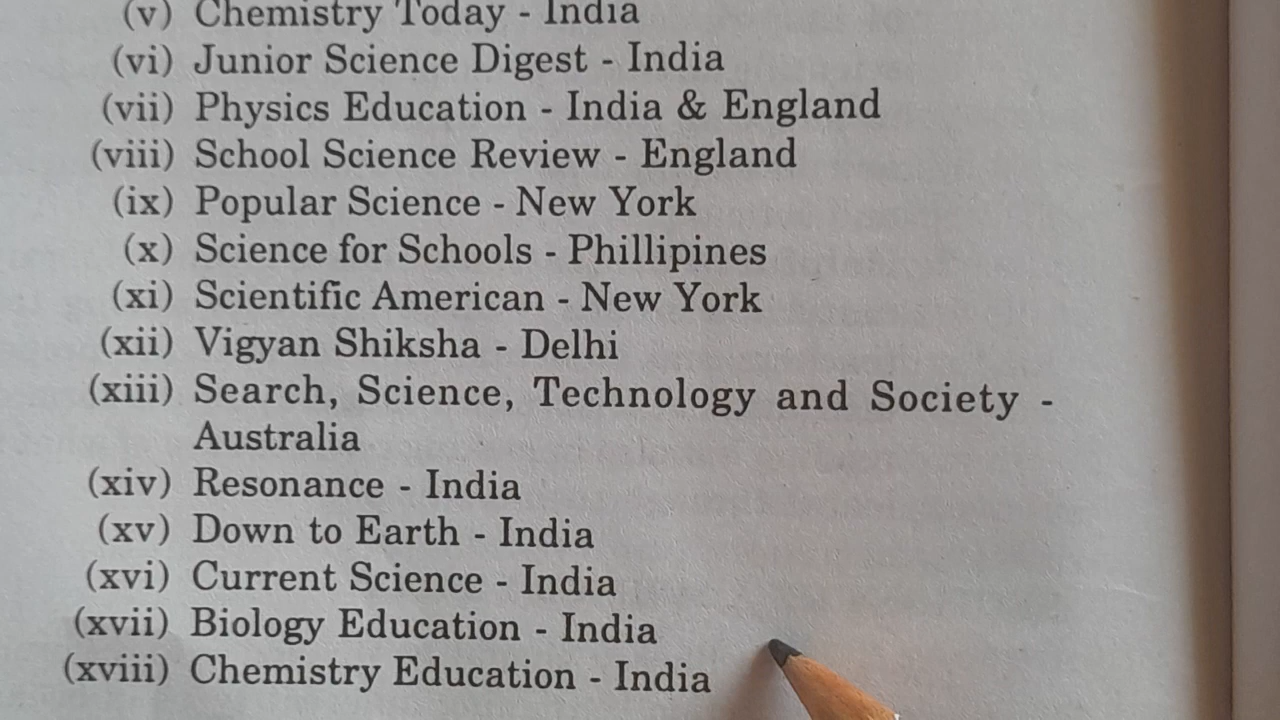 (v) Chemistry Today - India
(vi) Junior Science Digest - India
(vii) Physics Education - India & England
(viii) School Science Review - England
(ix) Popular Science - New York
(x) Science for Schools - Phillipines
(xi) Scientific American - New York
(xii) Vigyan Shiksha - Delhi
(xiii) Search, Science, Technology and Society -
Australia
(xiv) Resonance - India
(xv) Down to Earth - India
(xvi) Current Science - India
(xvii) Biology Education - India
(xviii) Chemistry Education - India